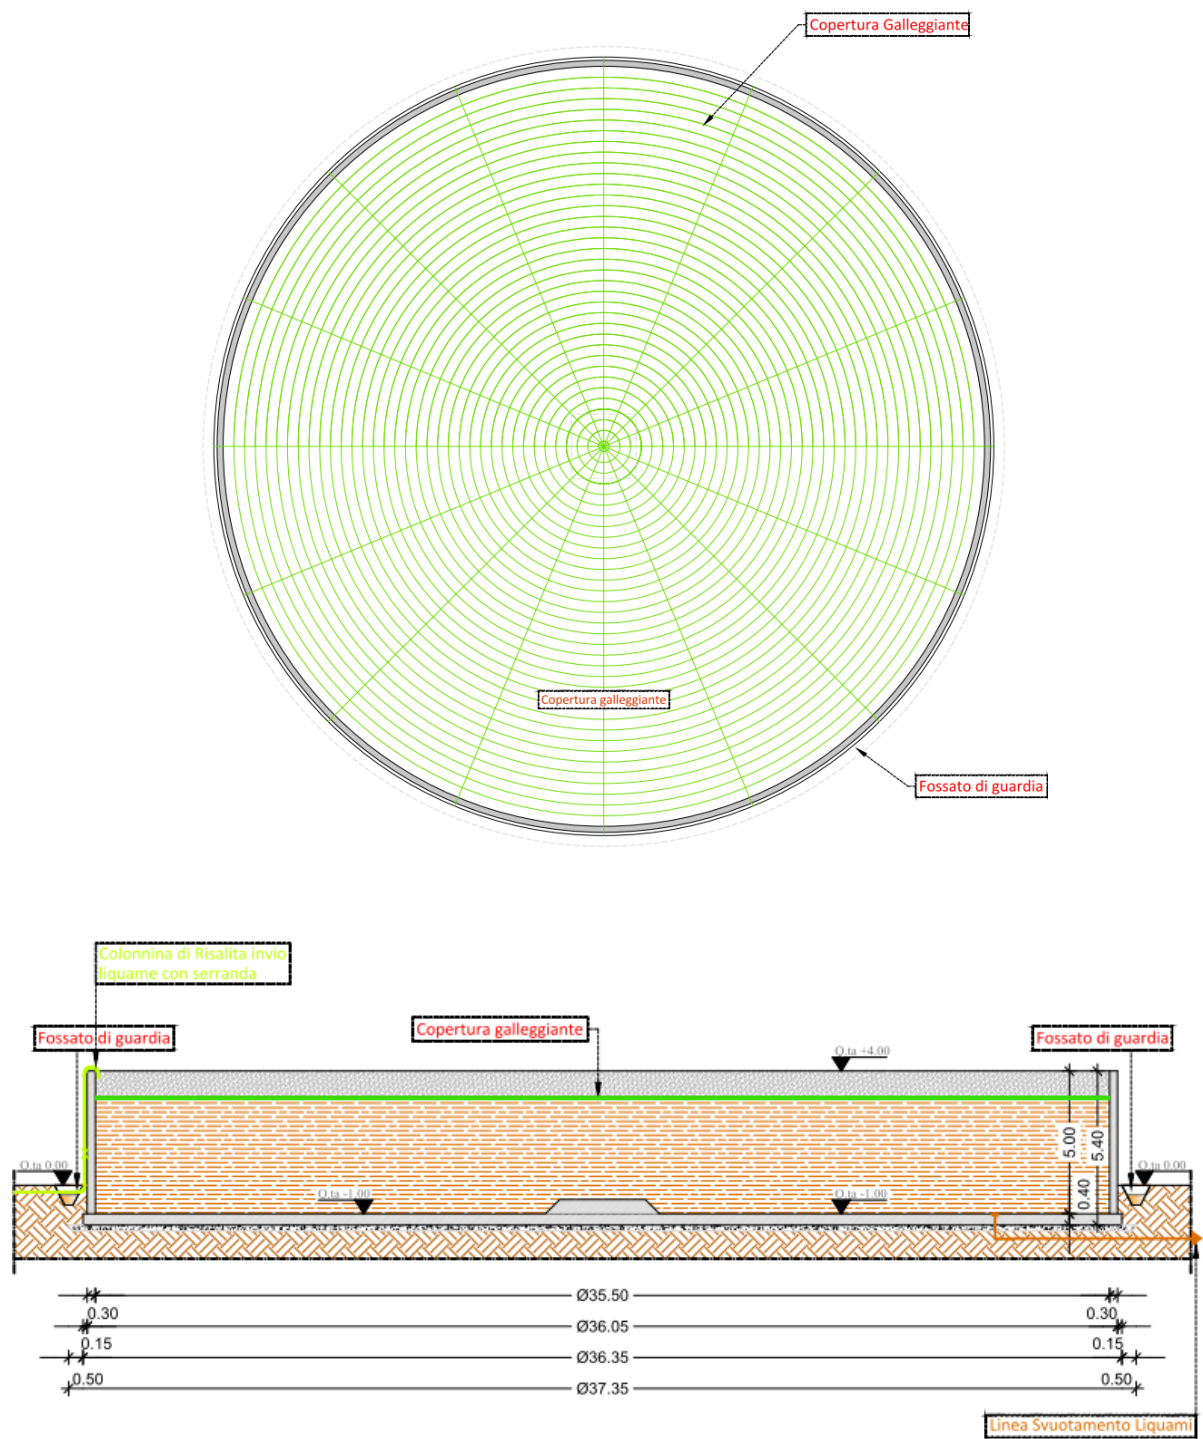 Copertura Galleggiante
Copertura galleggiante
Fossato di guardia
Colonnina di Risalita invio
liquame con serranda
Fossato di guardia
Copertura galleggiante
Fossato di guardia
Q.ta +4.00
5.00
5.40
Q.ta 0.00
Q.ta 0.00
Q.ta -1.00
Q.ta -1.00
0.40
Ø35.50
0.30
0.30
Ø36.05
0.15
0.15
Ø36.35
0.50
0.50
Ø37.35
Linea Svuotamento Liquami